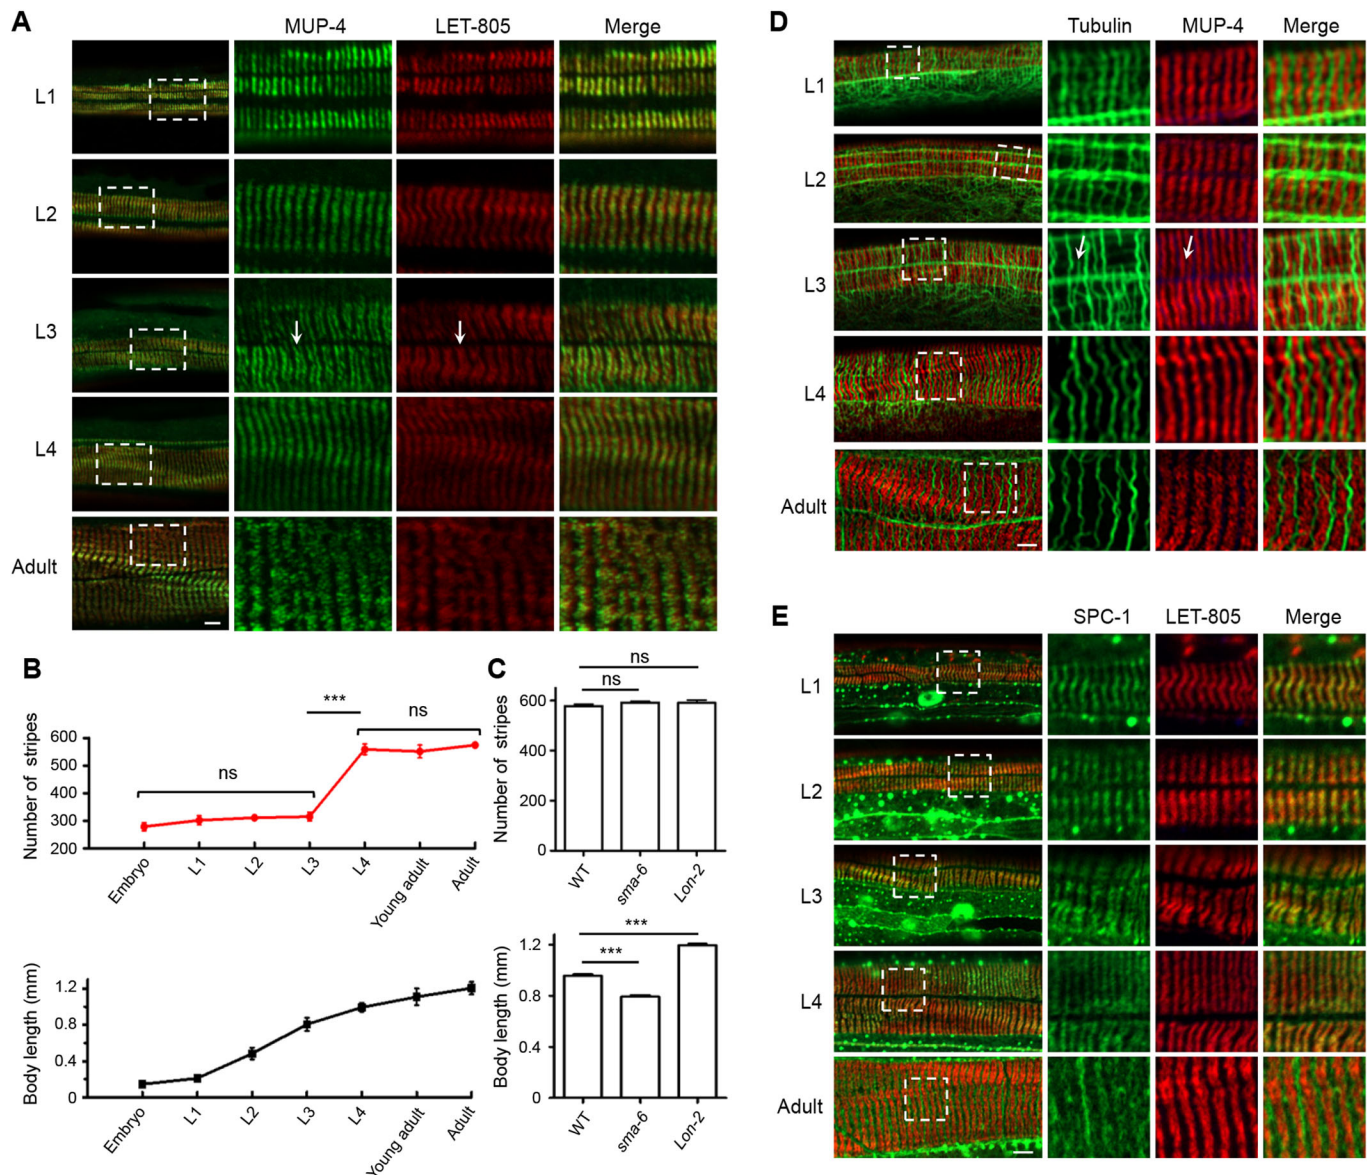 A
MUP-4 LET-805 Merge
L1
L2
L3
L4
Adult
B
Number of stripes
600
500
400
300
200
ns
***
ns
Embryo L1 L2 L3 L4 Young adult Adult
Body length (mm)
1.2
0.8
0.4
0
Embryo L1 L2 L3 L4 Young adult Adult
C
Number of stripes
600
400
200
0
ns
ns
WT sma-6 Lon-2
Body length (mm)
1.2
0.8
0.4
0
***
***
WT sma-6 Lon-2
D
Tubulin MUP-4 Merge
L1
L2
L3
L4
Adult
E
SPC-1 LET-805 Merge
L1
L2
L3
L4
Adult